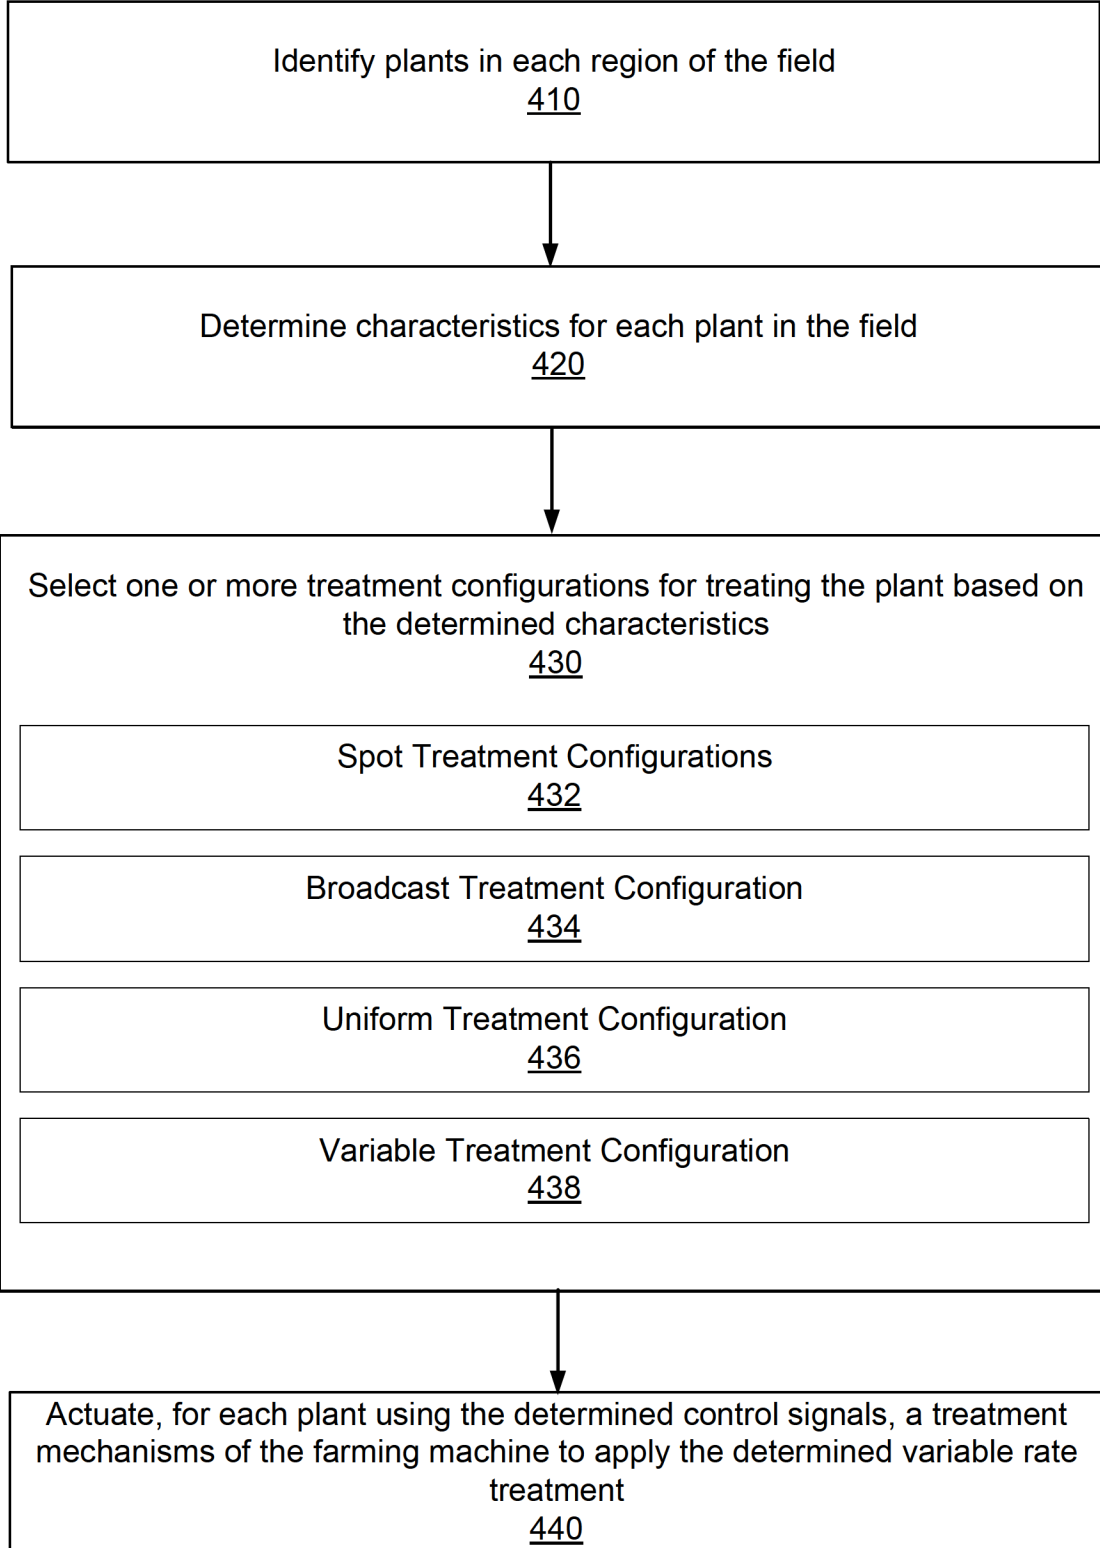 Identify plants in each region of the field
410
Determine characteristics for each plant in the field
420
Select one or more treatment configurations for treating the plant based on
the determined characteristics
430
Spot Treatment Configurations
432
Broadcast Treatment Configuration
434
Uniform Treatment Configuration
436
Variable Treatment Configuration
438
Actuate, for each plant using the determined control signals, a treatment
mechanisms of the farming machine to apply the determined variable rate
treatment
440